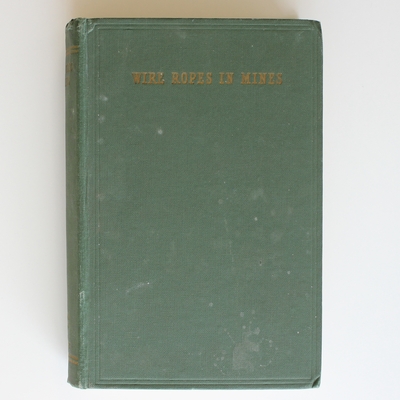 WIRE ROPES IN MINES